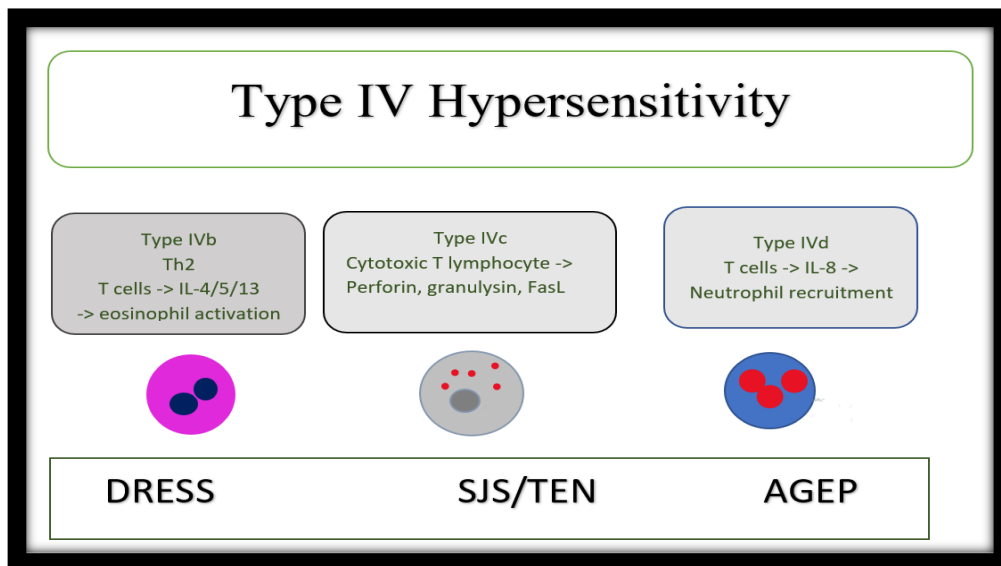 Type IV Hypersensitivity
Type IVb
Th2
T cells -> IL-4/5/13
-> eosinophil activation
Type IVc
Cytotoxic T lymphocyte ->
Perforin, granulysin, FasL
Type IVd
T cells -> IL-8 ->
Neutrophil recruitment
DRESS
SJS/TEN
AGEP